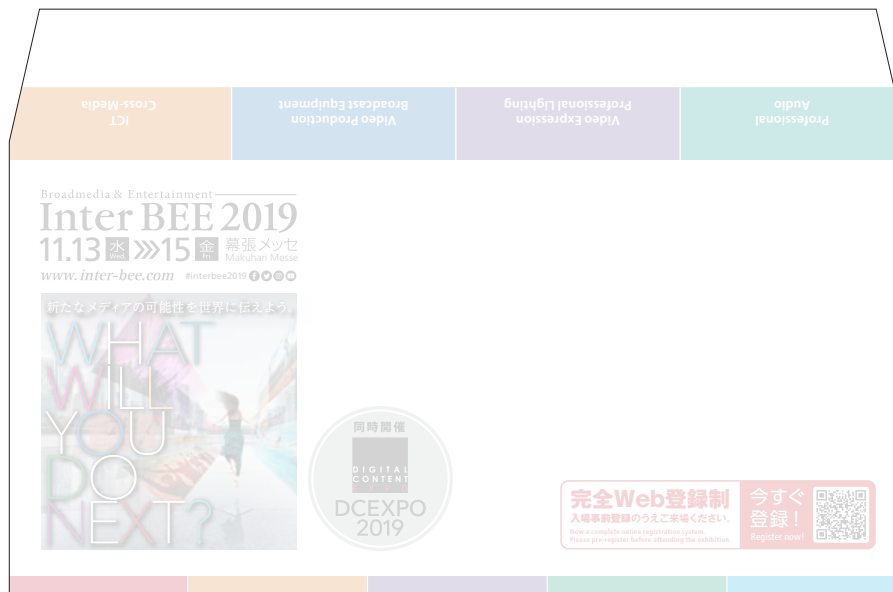 ICT
Cross-Media
Video Production
Broadcast Equipment
Video Expression
Professional Lighting
Professional
Audio
Broadmedia & Entertainment
Inter BEE 2019
11.13 水 Wed 15 金 Fri 幕張メッセ Makuhari Messe
www.inter-bee.com #interbee2019
新たなメディアの可能性を世界に伝えよう。
WHAT
WILL
YOU
DO
NEXT?
同時開催
DIGITAL
CONTENT
DCEXPO
2019
完全Web登録制
入場事前登録のうえご来場ください。
Now a complete online registration system.
Please pre-register before attending the exhibition.
今すぐ
登録！
Register now!